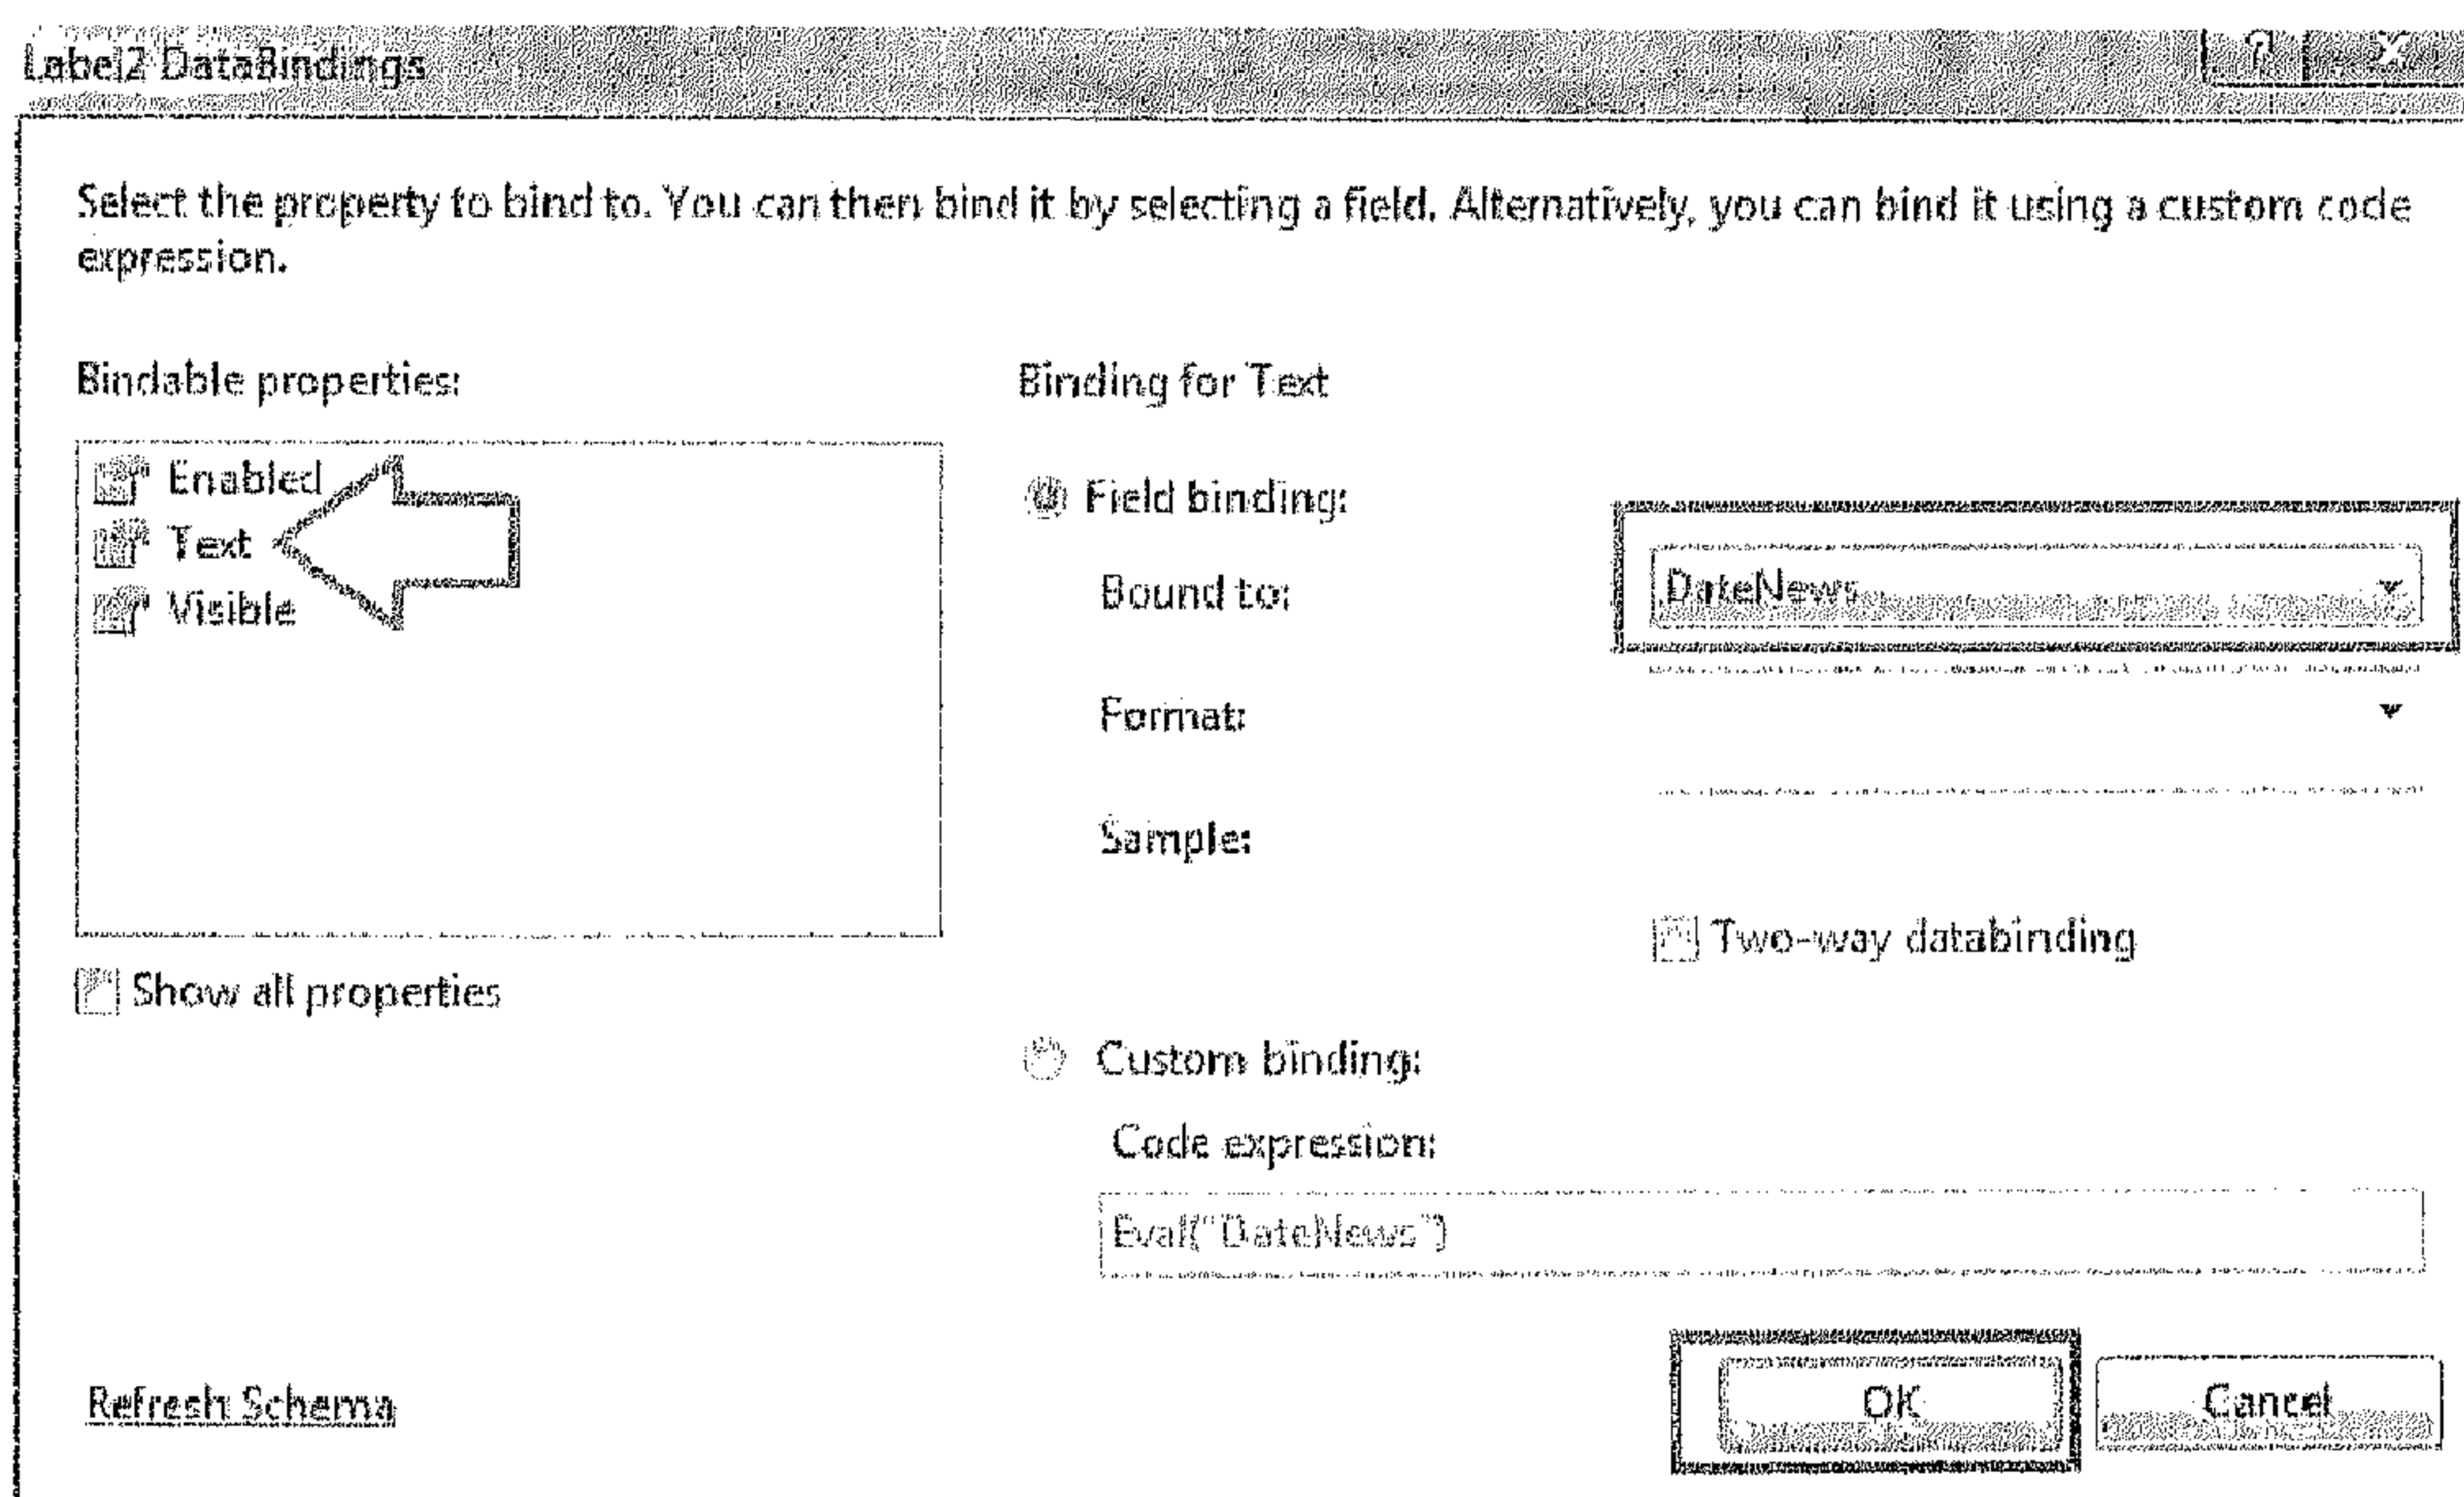 Label2 DataBindings
Select the property to bind to. You can then bind it by selecting a field. Alternatively, you can bind it using a custom code
expression.
Bindable properties:
Enabled
Text
Visible
Show all properties
Refresh Schema
Binding for Text
Field binding:
Bound to:
DateNews
Format:
Sample:
Two-way databinding
Custom binding:
Code expression:
Eval("DateNews")
OK
Cancel